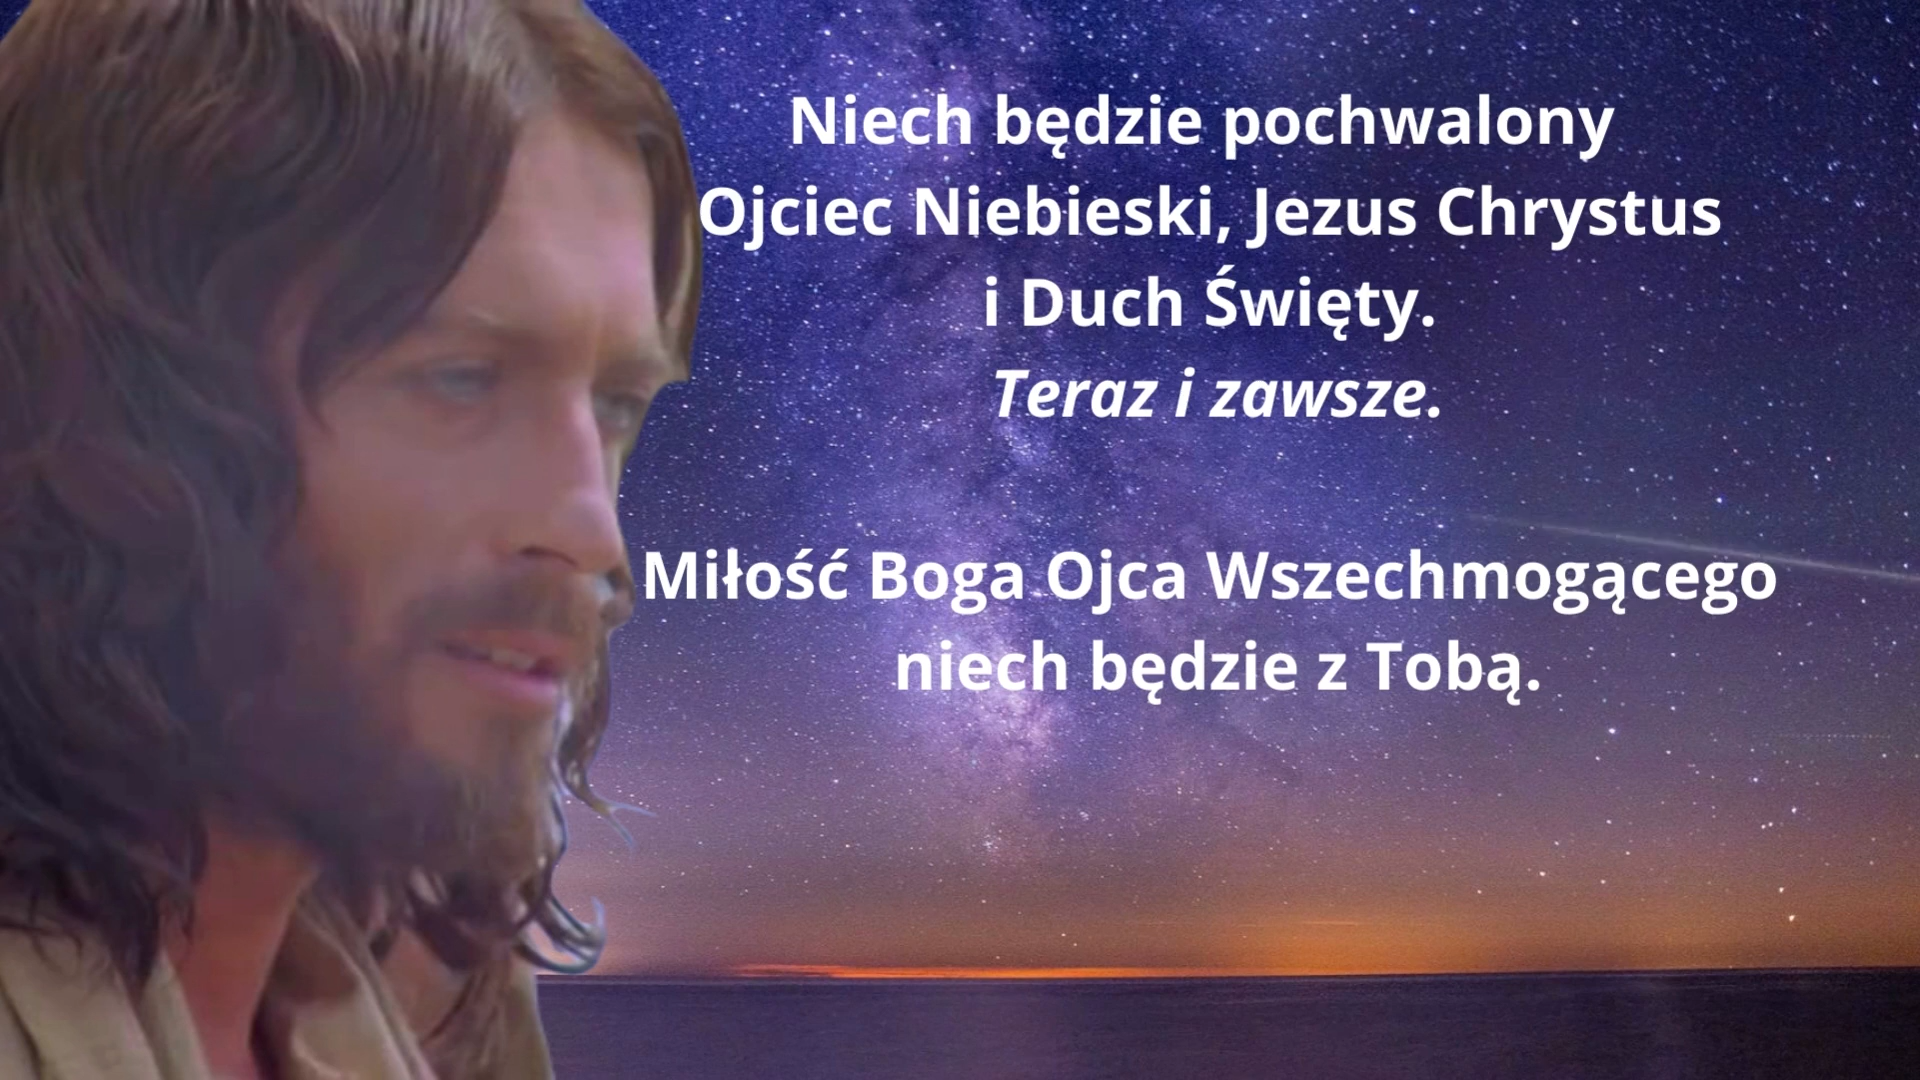 Niech będzie pochwalony
Ojciec Niebieski, Jezus Chrystus
i Duch Święty.
Teraz i zawsze.
Miłość Boga Ojca Wszechmogącego
niech będzie z Tobą.